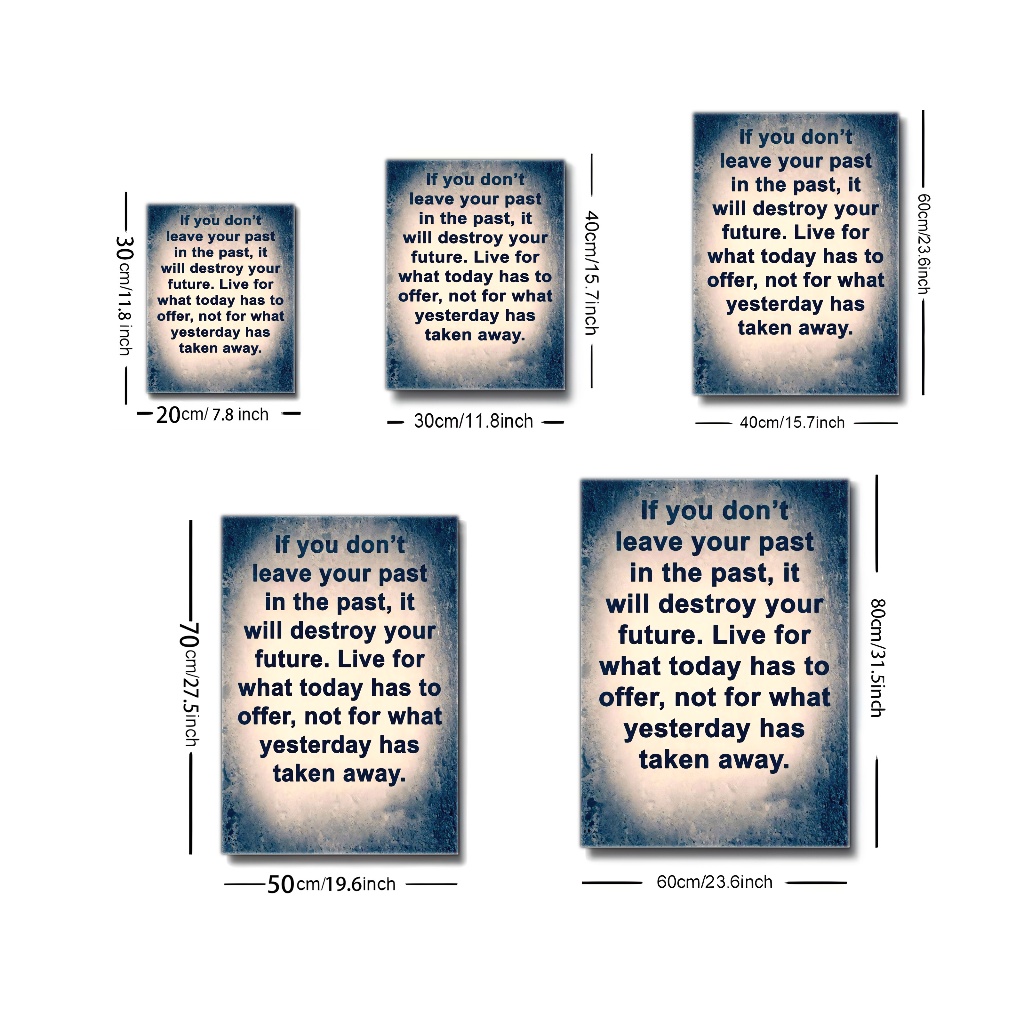 If you don't
leave your past
in the past, it
will destroy your
future. Live for
what today has to
offer, not for what
yesterday has
taken away.
30cm/11.8 inch
20cm/ 7.8 inch
If you don't
leave your past
in the past, it
will destroy your
future. Live for
what today has to
offer, not for what
yesterday has
taken away.
40cm/15.7inch
30cm/11.8inch
If you don't
leave your past
in the past, it
will destroy your
future. Live for
what today has to
offer, not for what
yesterday has
taken away.
60cm/23.6inch
40cm/15.7inch
If you don't
leave your past
in the past, it
will destroy your
future. Live for
what today has to
offer, not for what
yesterday has
taken away.
70cm/27.5inch
50cm/19.6inch
If you don't
leave your past
in the past, it
will destroy your
future. Live for
what today has to
offer, not for what
yesterday has
taken away.
80cm/31.5inch
60cm/23.6inch